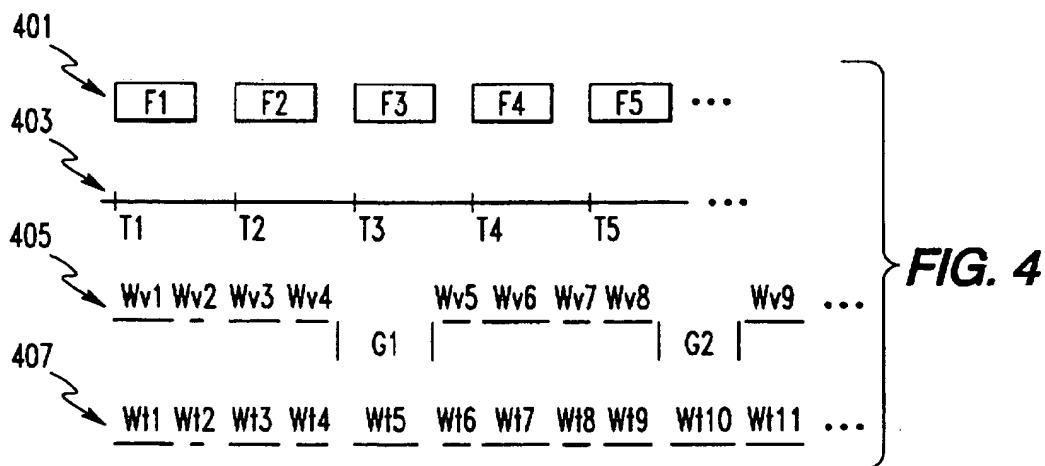 401
F1 F2 F3 F4 F5 •••
403
T1 T2 T3 T4 T5 •••
405
Wv1 Wv2 Wv3 Wv4 Wv5 Wv6 Wv7 Wv8 Wv9 •••
G1 G2
FIG. 4
407
Wt1 Wt2 Wt3 Wt4 Wt5 Wt6 Wt7 Wt8 Wt9 Wt10 Wt11 •••